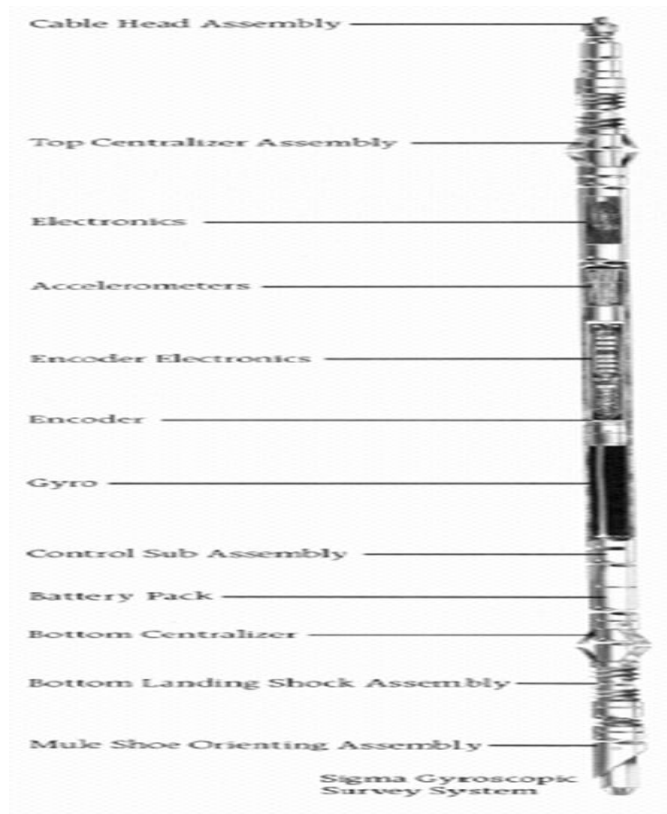 Cable Head Assembly
Top Centralizer Assembly
Electronics
Accelerometers
Encoder Electronics
Encoder
Gyro
Control Sub Assembly
Battery Pack
Bottom Centralizer
Bottom Landing Shock Assembly
Mule Shoe Orienting Assembly
Sigma Gyroscopic
Survey System